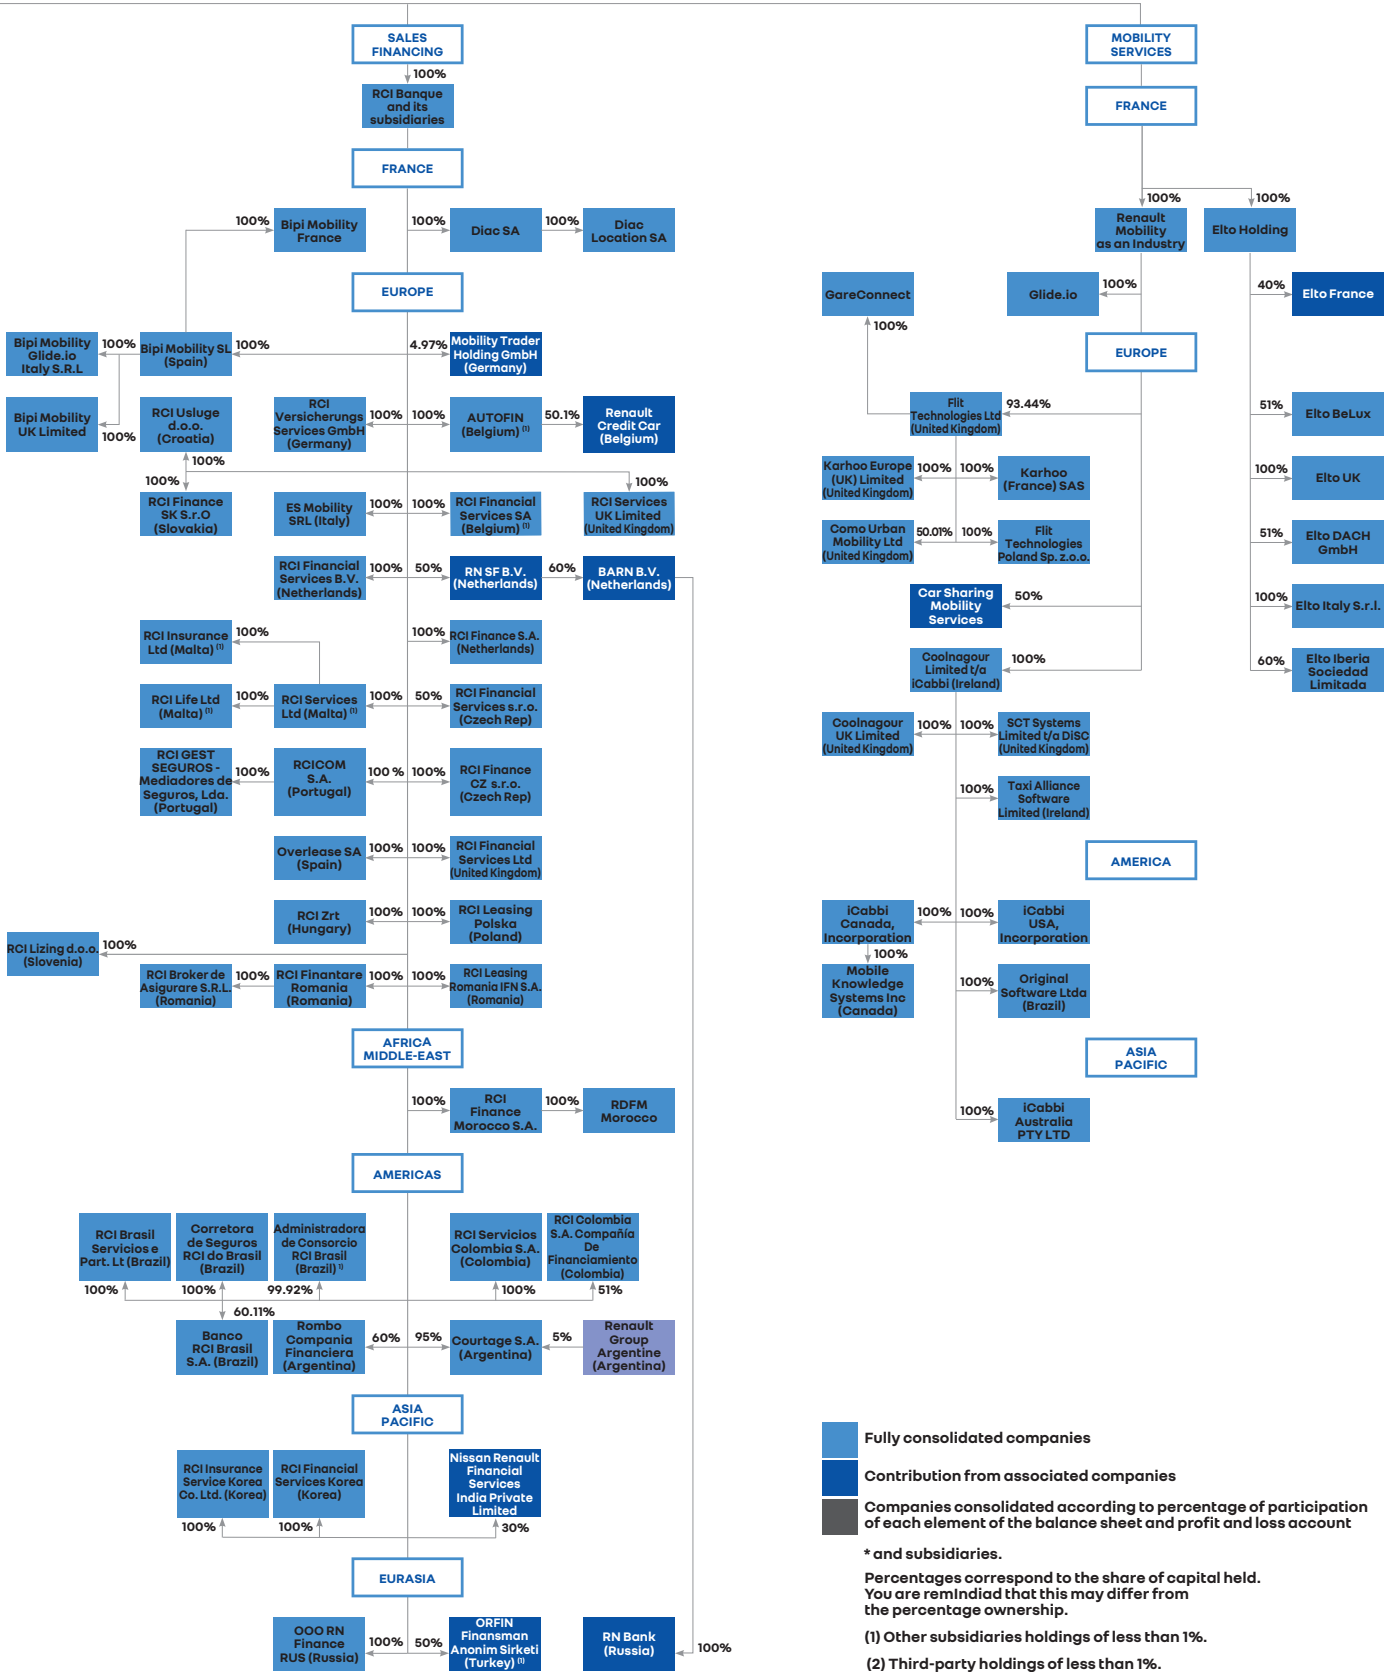 SALES
FINANCING
100%
RCI Banque
and its
subsidiaries
FRANCE
100%
Bipi Mobility
France
100%
Diac SA
100%
Diac
Location SA
EUROPE
Bipi Mobility
Glide.io
Italy S.R.L
100%
Bipi Mobility SL
(Spain)
100%
4.97%
Mobility Trader
Holding GmbH
(Germany)
Bipi Mobility
UK Limited
100%
RCI Usluge
d.o.o.
(Croatia)
100%
RCI
Versicherungs
Services GmbH
(Germany)
100%
100%
AUTOFIN
(Belgium) (1)
50.1%
Renault
Credit Car
(Belgium)
100%
RCI Finance
SK S.r.O
(Slovakia)
ES Mobility
SRL (Italy)
100%
100%
RCI Financial
Services SA
(Belgium) (1)
100%
RCI Services
UK Limited
(United Kingdom)
RCI Financial
Services B.V.
(Netherlands)
100%
50%
RN SF B.V.
(Netherlands)
60%
BARN B.V.
(Netherlands)
RCI Insurance
Ltd (Malta) (1)
100%
100%
RCI Finance S.A.
(Netherlands)
RCI Life Ltd
(Malta) (1)
100%
RCI Services
Ltd (Malta) (1)
100%
50%
RCI Financial
Services s.r.o.
(Czech Rep)
RCI GEST
SEGUROS -
Mediadores de
Seguros, Lda.
(Portugal)
100%
RCICOM
S.A.
(Portugal)
100 %
100%
RCI Finance
CZ s.r.o.
(Czech Rep)
Overlease SA
(Spain)
100%
100%
RCI Financial
Services Ltd
(United Kingdom)
RCI Zrt
(Hungary)
100%
100%
RCI Leasing
Polska
(Poland)
RCI Lizing d.o.o.
(Slovenia)
100%
RCI Broker de
Asigurare S.R.L.
(Romania)
100%
RCI Finantare
Romania
(Romania)
100%
100%
RCI Leasing
Romania IFN S.A.
(Romania)
AFRICA
MIDDLE-EAST
100%
RCI
Finance
Morocco S.A.
100%
RDFM
Morocco
AMERICAS
RCI Brasil
Servicios e
Part. Lt (Brazil)
100%
Corretora
de Seguros
RCI do Brasil
(Brazil)
100%
Administradora
de Consorcio
RCI Brasil
(Brazil) 1)
99.92%
RCI Servicios
Colombia S.A.
(Colombia)
100%
RCI Colombia
S.A. Compañía
De
Financiamiento
(Colombia)
51%
60.11%
Banco
RCI Brasil
S.A. (Brazil)
Rombo
Compania
Financiera
(Argentina)
60%
95%
Courtage S.A.
(Argentina)
5%
Renault
Group
Argentine
(Argentina)
ASIA
PACIFIC
RCI Insurance
Service Korea
Co. Ltd. (Korea)
100%
RCI Financial
Services Korea
(Korea)
100%
Nissan Renault
Financial
Services
India Private
Limited
30%
EURASIA
OOO RN
Finance
RUS (Russia)
100%
50%
ORFIN
Finansman
Anonim Sirketi
(Turkey) (1)
RN Bank
(Russia)
100%
MOBILITY
SERVICES
FRANCE
100%
Renault
Mobility
as an Industry
100%
Elto Holding
GareConnect
100%
Glide.io
100%
40%
Elto France
EUROPE
Flit
Technologies Ltd
(United Kingdom)
93.44%
51%
Elto BeLux
Karhoo Europe
(UK) Limited
(United Kingdom)
100%
100%
Karhoo
(France) SAS
100%
Elto UK
Como Urban
Mobility Ltd
(United Kingdom)
50.01%
100%
Flit
Technologies
Poland Sp. z.o.o.
51%
Elto DACH
GmbH
Car Sharing
Mobility
Services
50%
100%
Elto Italy S.r.l.
Coolnagour
Limited t/a
iCabbi (Ireland)
100%
60%
Elto Iberia
Sociedad
Limitada
Coolnagour
UK Limited
(United Kingdom)
100%
100%
SCT Systems
Limited t/a DiSC
(United Kingdom)
100%
Taxi Alliance
Software
Limited (Ireland)
AMERICA
iCabbi
Canada,
Incorporation
100%
100%
iCabbi
USA,
Incorporation
100%
Mobile
Knowledge
Systems Inc
(Canada)
100%
Original
Software Ltda
(Brazil)
ASIA
PACIFIC
100%
iCabbi
Australia
PTY LTD
Fully consolidated companies
Contribution from associated companies
Companies consolidated according to percentage of participation
of each element of the balance sheet and profit and loss account
* and subsidiaries.
Percentages correspond to the share of capital held.
You are remIndiad that this may differ from
the percentage ownership.
(1) Other subsidiaries holdings of less than 1%.
(2) Third-party holdings of less than 1%.